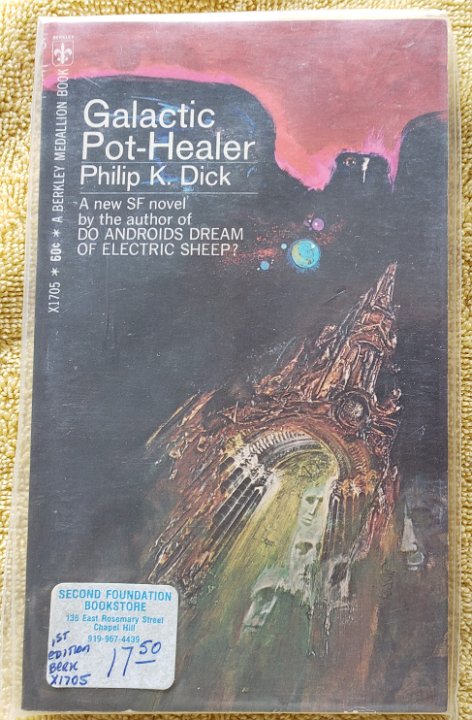 BERKLEY
X1705 * 60¢ * A BERKLEY MEDALLION BOOK
Galactic
Pot-Healer
Philip K. Dick
A new SF novel
by the author of
DO ANDROIDS DREAM
OF ELECTRIC SHEEP?
SECOND FOUNDATION
BOOKSTORE
136 East Rosemary Street
Chapel Hill
919-967-4439
1ST
EDITION
BERK
X1705
17.50